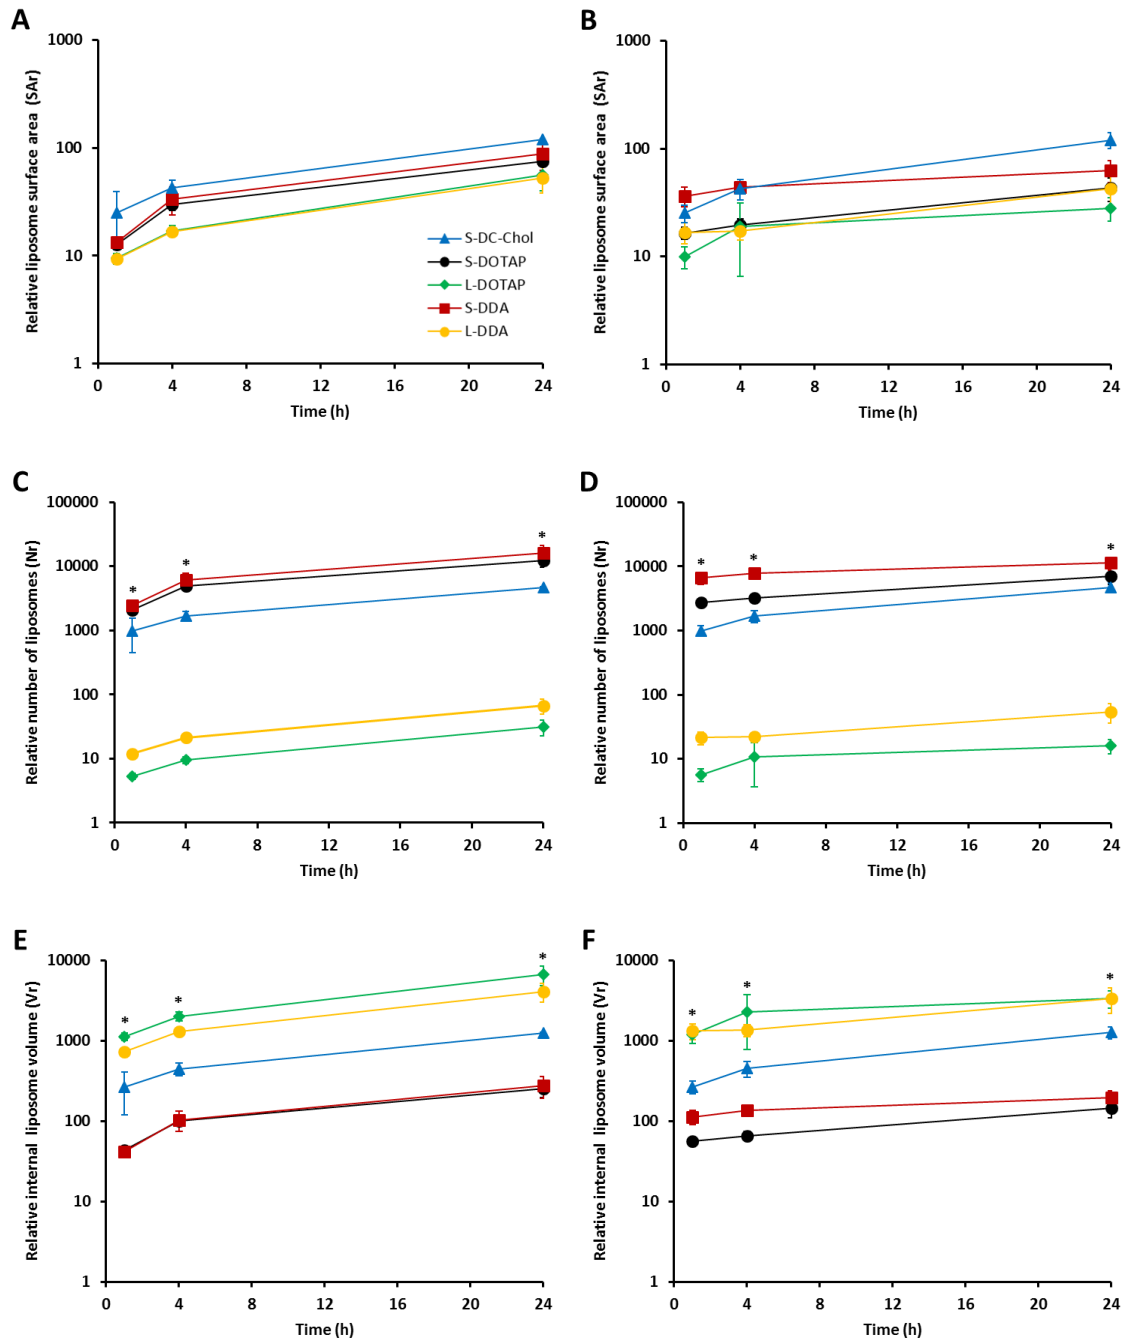 A
Relative liposome surface area (SAr)
1000
100
10
1
0 4 8 12 16 20 24
Time (h)
S-DC-Chol
S-DOTAP
L-DOTAP
S-DDA
L-DDA
B
Relative liposome surface area (SAr)
1000
100
10
1
0 4 8 12 16 20 24
Time (h)
C
Relative number of liposomes (Nr)
100000
10000
1000
100
10
1
* * *
0 4 8 12 16 20 24
Time (h)
D
Relative number of liposomes (Nr)
100000
10000
1000
100
10
1
* * *
0 4 8 12 16 20 24
Time (h)
E
Relative internal liposome volume (Vr)
10000
1000
100
10
1
* * *
0 4 8 12 16 20 24
Time (h)
F
Relative internal liposome volume (Vr)
10000
1000
100
10
1
* * *
0 4 8 12 16 20 24
Time (h)